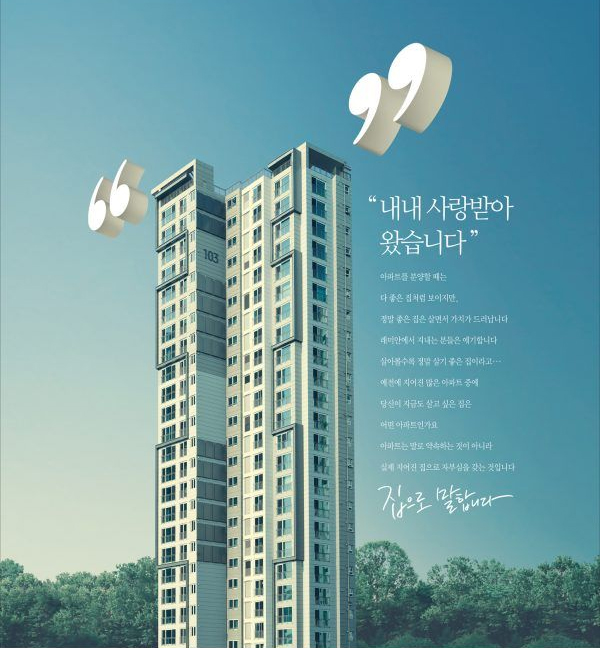 103
“내내 사랑받아
왔습니다”
아파트를 분양할 때는
다 좋은 집처럼 보이지만,
정말 좋은 집은 살면서 가치가 드러납니다
래미안에서 지내는 분들은 얘기합니다
살아볼수록 정말 살기 좋은 집이라고…
예전에 지어진 많은 아파트 중에
당신이 지금도 살고 싶은 집은
어떤 아파트인가요
아파트는 말로 약속하는 것이 아니라
실제 지어진 집으로 자부심을 갖는 것입니다
집으로 말합니다